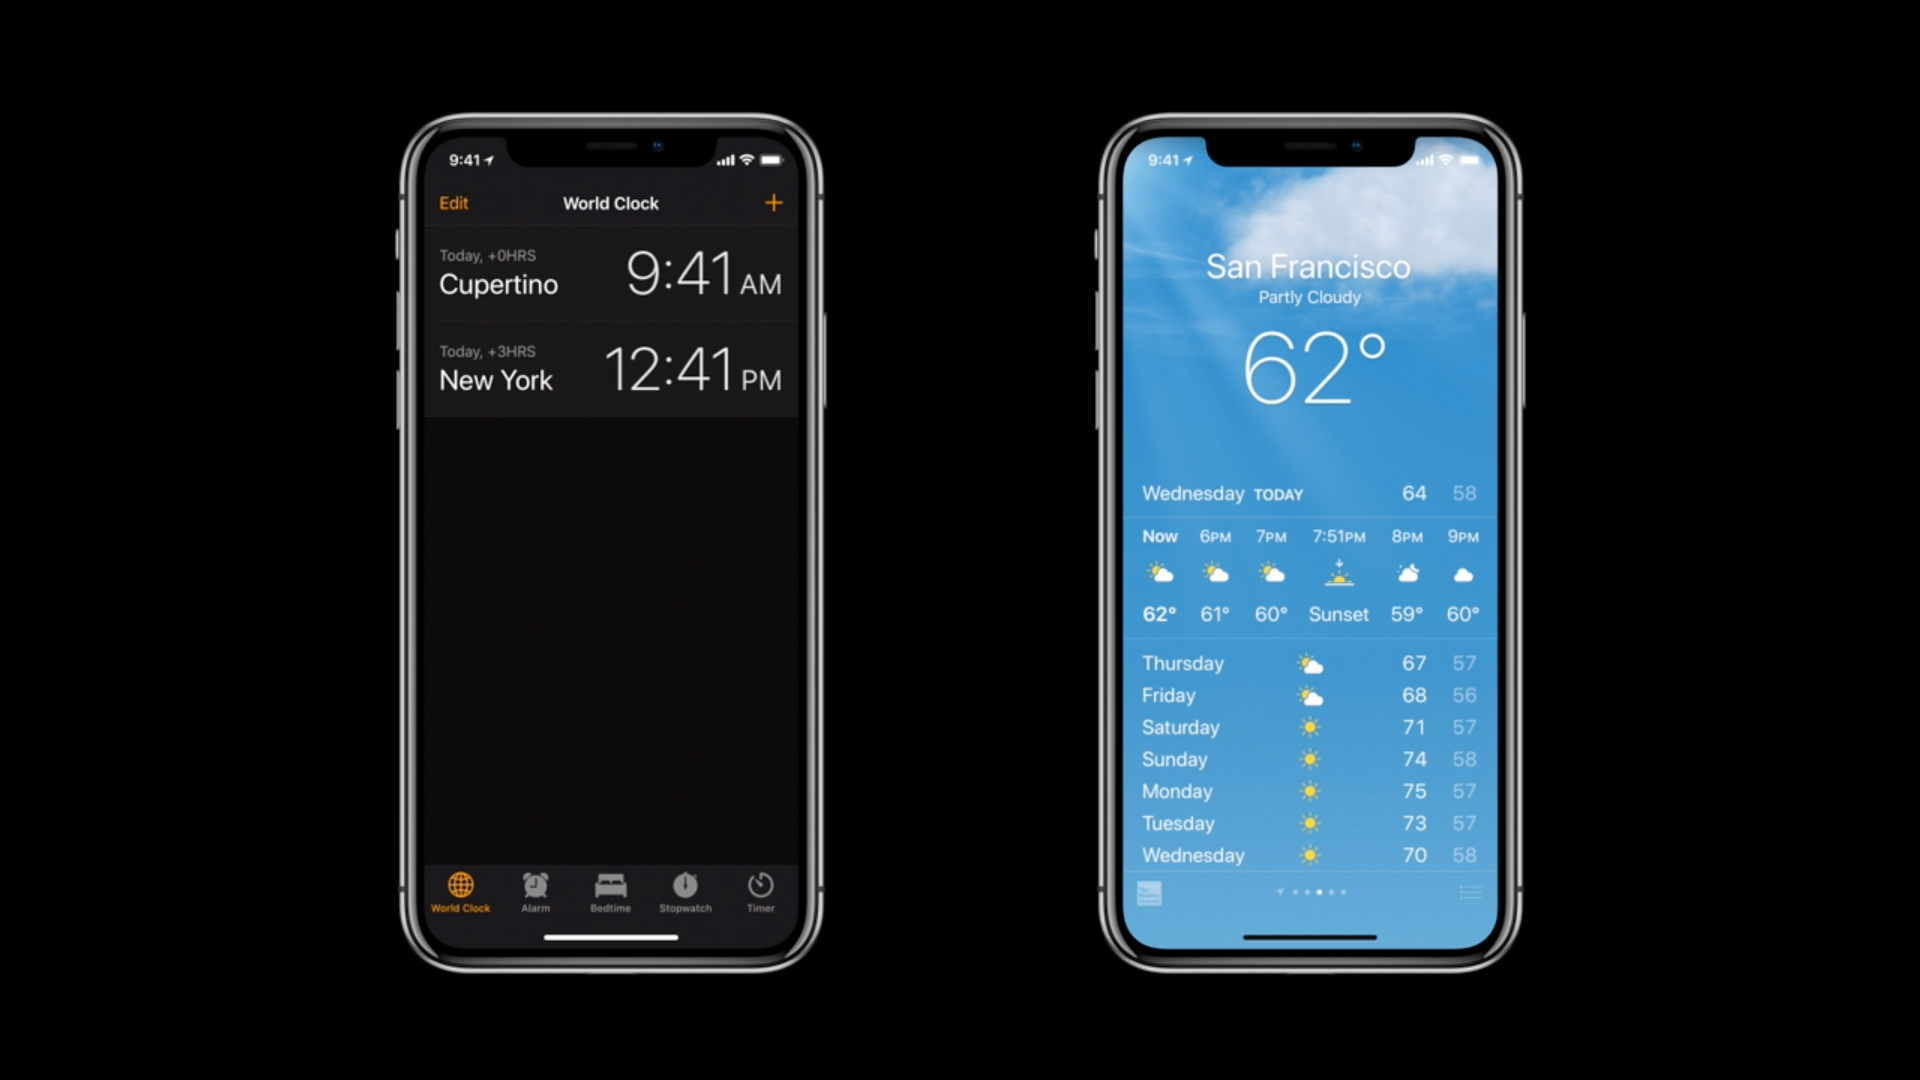 9:41
Edit World Clock +
Today, +0HRS
Cupertino 9:41 AM
Today, +3HRS
New York 12:41 PM
World Clock Alarm Bedtime Stopwatch Timer
9:41
San Francisco
Partly Cloudy
62°
Wednesday TODAY 64 58
Now 6PM 7PM 7:51PM 8PM 9PM
62° 61° 60° Sunset 59° 60°
Thursday 67 57
Friday 68 56
Saturday 71 57
Sunday 74 58
Monday 75 57
Tuesday 73 57
Wednesday 70 58